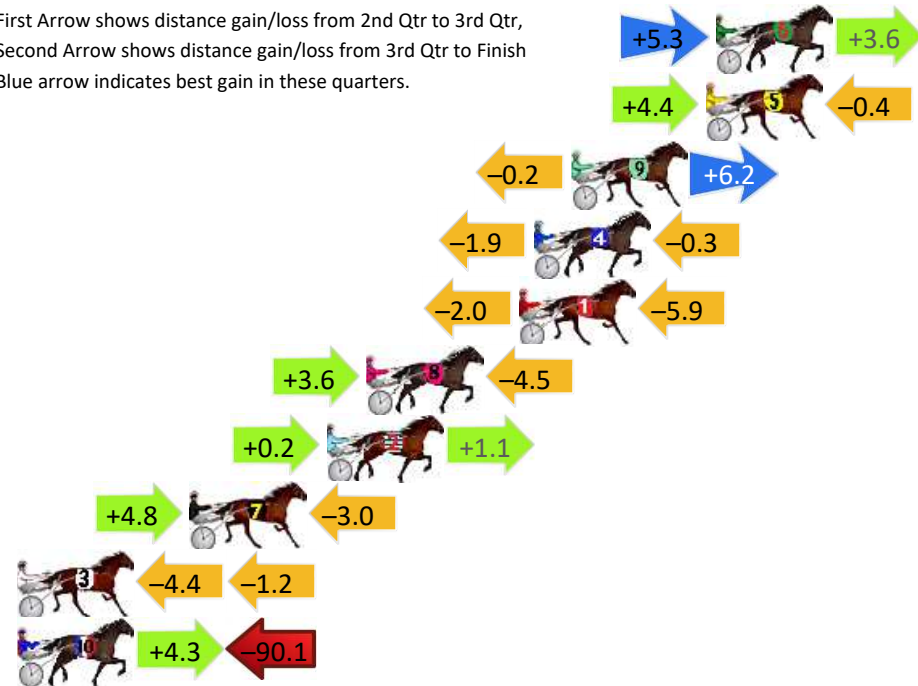 First Arrow shows distance gain/loss from 2nd Qtr to 3rd Qtr,
Second Arrow shows distance gain/loss from 3rd Qtr to Finish
Blue arrow indicates best gain in these quarters.
+5.3 6 +3.6
+4.4 5 –0.4
–0.2 9 +6.2
–1.9 4 –0.3
–2.0 1 –5.9
+3.6 8 –4.5
+0.2 2 +1.1
+4.8 7 –3.0
3 –4.4 –1.2
10 +4.3 –90.1